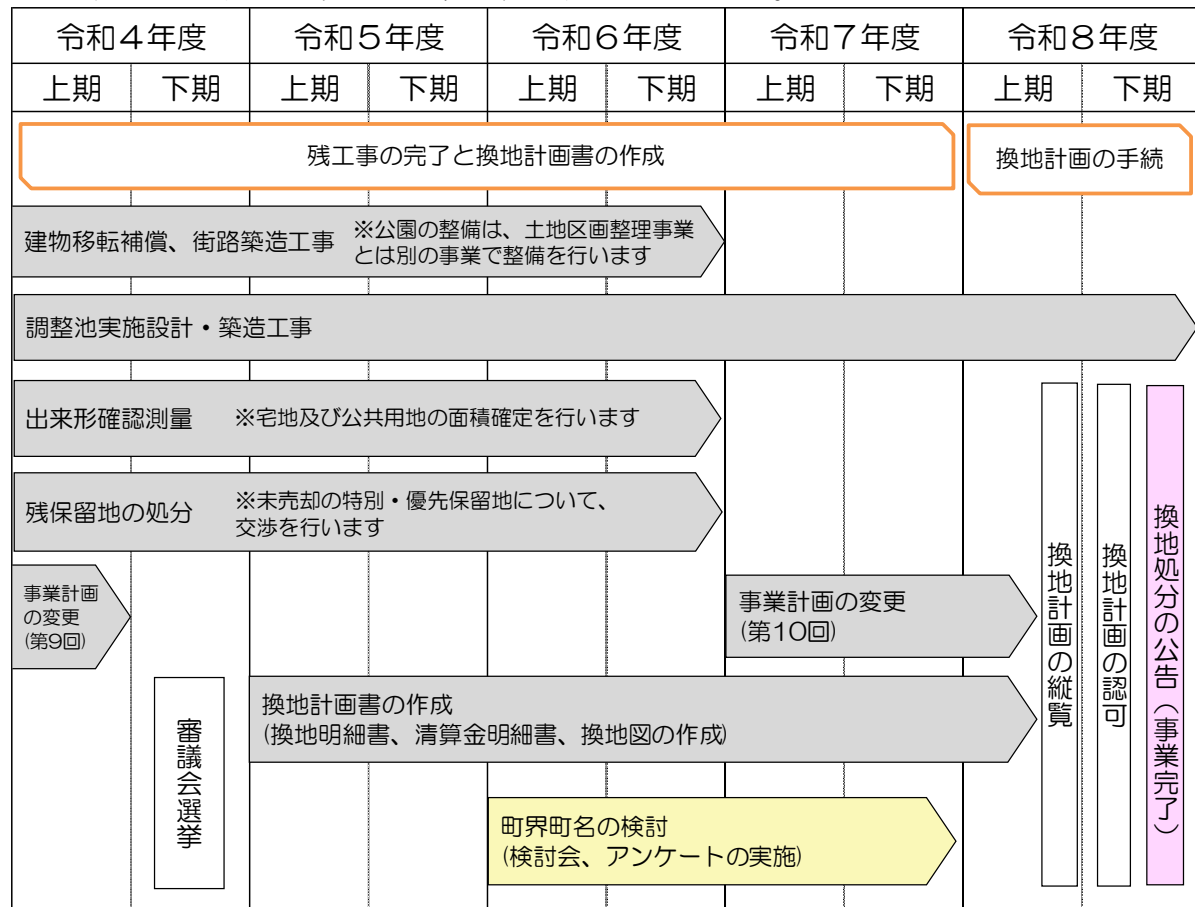 令和4年度
令和5年度
令和6年度
令和7年度
令和8年度
上期
下期
上期
下期
上期
下期
上期
下期
上期
下期
残工事の完了と換地計画書の作成
換地計画の手続
建物移転補償、街路築造工事
※公園の整備は、土地区画整理事業
とは別の事業で整備を行います
調整池実施設計・築造工事
出来形確認測量
※宅地及び公共用地の面積確定を行います
残保留地の処分
※未売却の特別・優先保留地について、
交渉を行います
事業計画
の変更
(第9回)
事業計画の変更
(第10回)
審議会選挙
換地計画書の作成
(換地明細書、清算金明細書、換地図の作成)
町界町名の検討
(検討会、アンケートの実施)
換地計画の縦覧
換地計画の認可
換地処分の公告（事業完了）